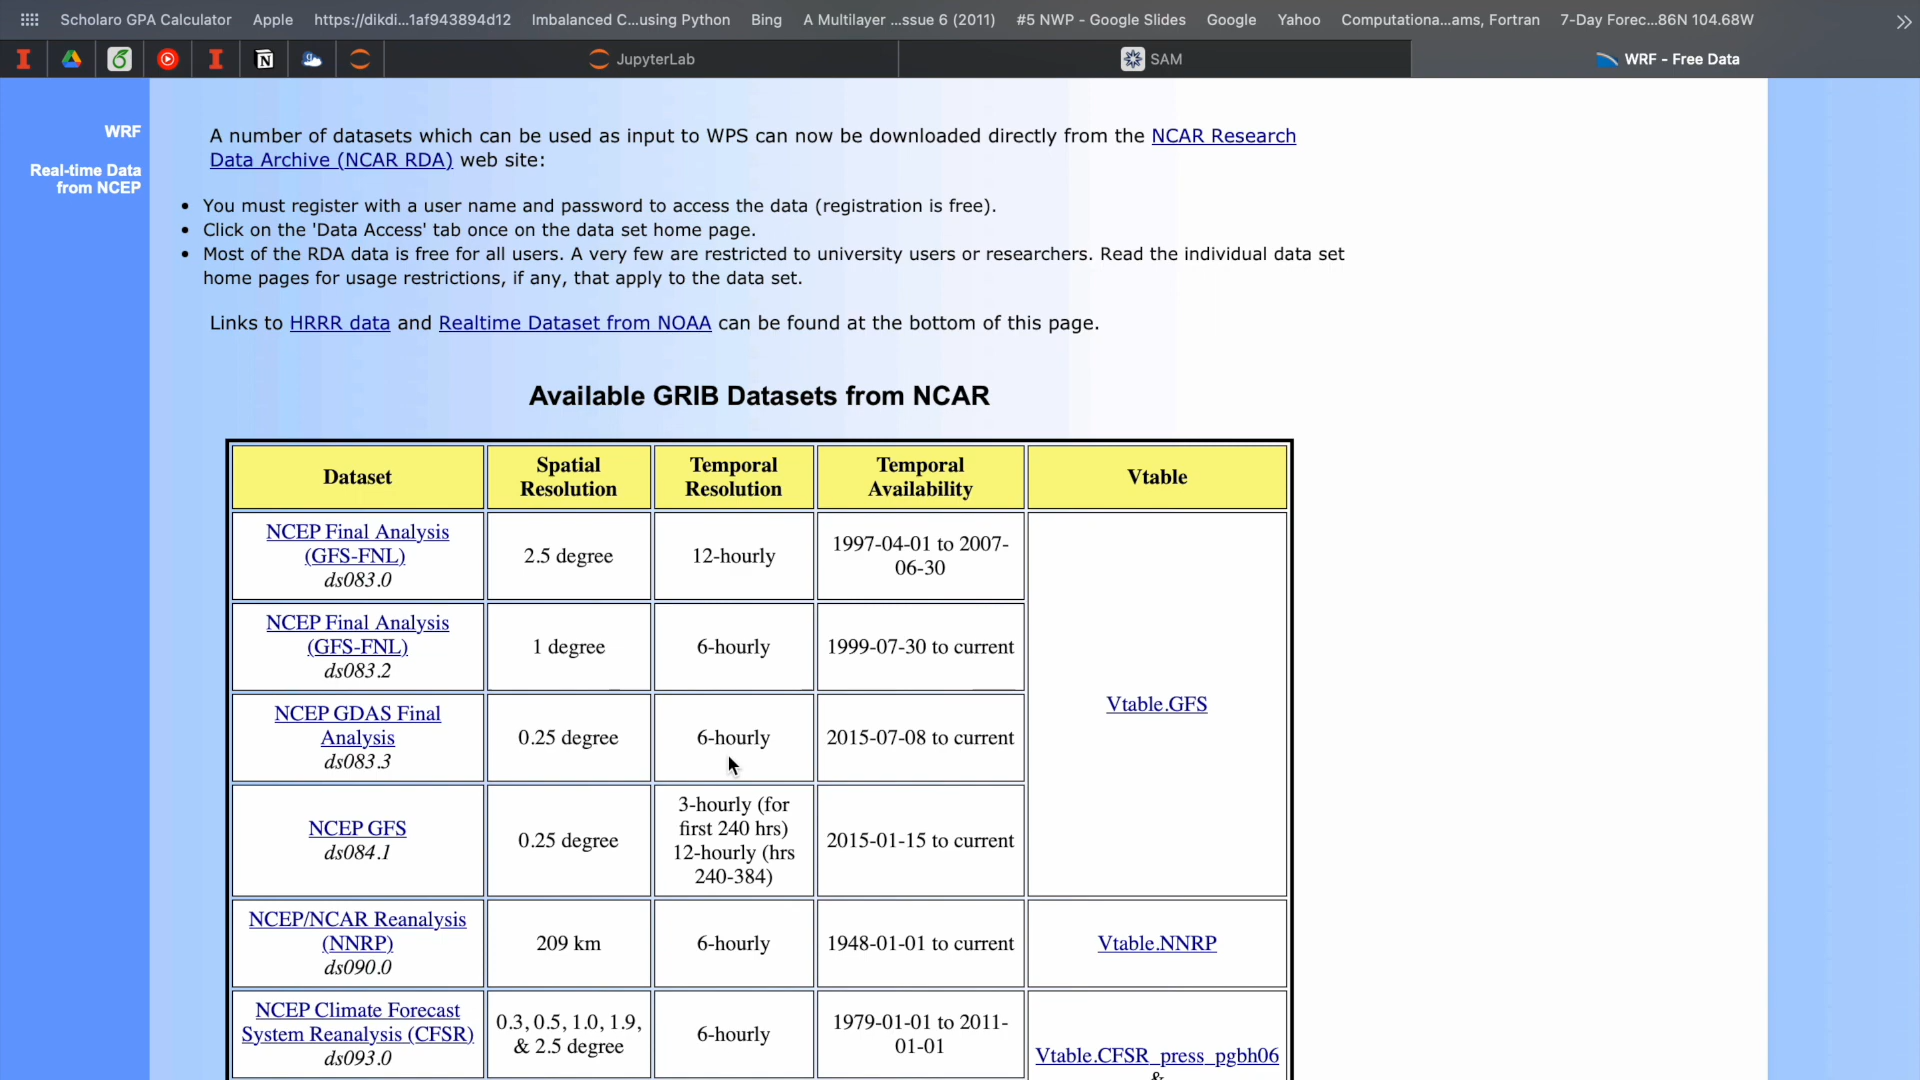 Scholaro GPA Calculator Apple https://dikdi...1af943894d12 Imbalanced C...using Python Bing A Multilayer ...ssue 6 (2011) #5 NWP - Google Slides Google Yahoo Computationa...ams, Fortran 7-Day Forec...86N 104.68W
JupyterLab SAM WRF - Free Data
WRF
Real-time Data
from NCEP
A number of datasets which can be used as input to WPS can now be downloaded directly from the NCAR Research
Data Archive (NCAR RDA) web site:
• You must register with a user name and password to access the data (registration is free).
• Click on the 'Data Access' tab once on the data set home page.
• Most of the RDA data is free for all users. A very few are restricted to university users or researchers. Read the individual data set
home pages for usage restrictions, if any, that apply to the data set.
Links to HRRR data and Realtime Dataset from NOAA can be found at the bottom of this page.
Available GRIB Datasets from NCAR
Dataset
Spatial
Resolution
Temporal
Resolution
Temporal
Availability
Vtable
NCEP Final Analysis
(GFS-FNL)
ds083.0
2.5 degree
12-hourly
1997-04-01 to 2007-
06-30
NCEP Final Analysis
(GFS-FNL)
ds083.2
1 degree
6-hourly
1999-07-30 to current
Vtable.GFS
NCEP GDAS Final
Analysis
ds083.3
0.25 degree
6-hourly
2015-07-08 to current
NCEP GFS
ds084.1
0.25 degree
3-hourly (for
first 240 hrs)
12-hourly (hrs
240-384)
2015-01-15 to current
NCEP/NCAR Reanalysis
(NNRP)
ds090.0
209 km
6-hourly
1948-01-01 to current
Vtable.NNRP
NCEP Climate Forecast
System Reanalysis (CFSR)
ds093.0
0.3, 0.5, 1.0, 1.9,
& 2.5 degree
6-hourly
1979-01-01 to 2011-
01-01
Vtable.CFSR_press_pgbh06
&